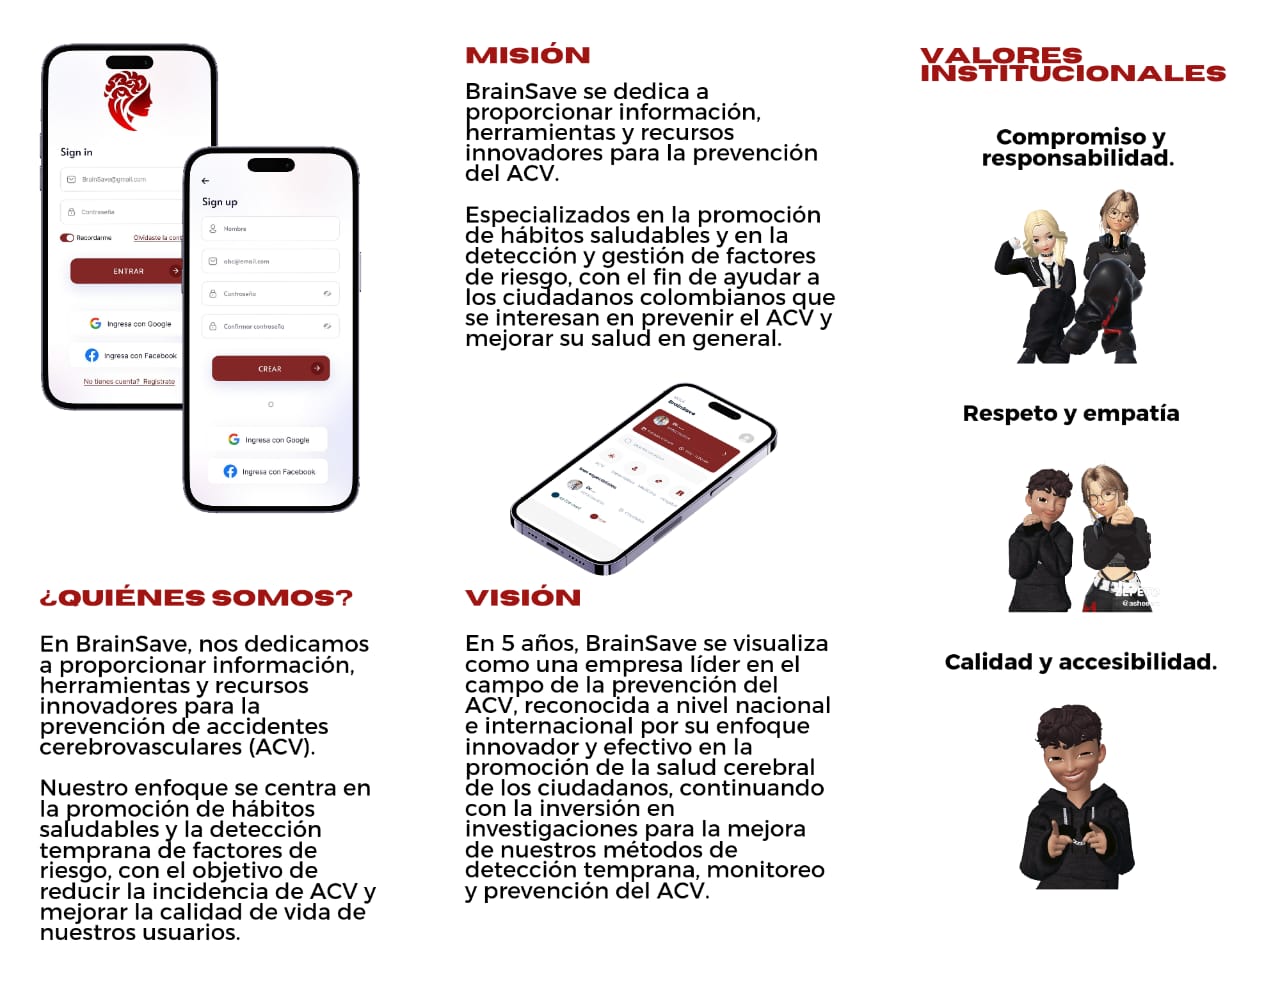 Sign in
BrainSave@gmail.com
Contraseña
Recordarme
Olvidaste la cont
ENTRAR
Ingresa con Google
Ingresa con Facebook
No tienes cuenta? Registrate
Sign up
Nombre
abc@email.com
Contraseña
Confirmar contraseña
CREAR
O
Ingresa con Google
Ingresa con Facebook
¿QUIÉNES SOMOS?
En BrainSave, nos dedicamos
a proporcionar información,
herramientas y recursos
innovadores para la
prevención de accidentes
cerebrovasculares (ACV).
Nuestro enfoque se centra en
la promoción de hábitos
saludables y la detección
temprana de factores de
riesgo, con el objetivo de
reducir la incidencia de ACV y
mejorar la calidad de vida de
nuestros usuarios.
MISIÓN
BrainSave se dedica a
proporcionar información,
herramientas y recursos
innovadores para la prevención
del ACV.
Especializados en la promoción
de hábitos saludables y en la
detección y gestión de factores
de riesgo, con el fin de ayudar a
los ciudadanos colombianos que
se interesan en prevenir el ACV y
mejorar su salud en general.
BrainSave
VISIÓN
En 5 años, BrainSave se visualiza
como una empresa líder en el
campo de la prevención del
ACV, reconocida a nivel nacional
e internacional por su enfoque
innovador y efectivo en la
promoción de la salud cerebral
de los ciudadanos, continuando
con la inversión en
investigaciones para la mejora
de nuestros métodos de
detección temprana, monitoreo
y prevención del ACV.
VALORES
INSTITUCIONALES
Compromiso y
responsabilidad.
Respeto y empatía
Calidad y accesibilidad.